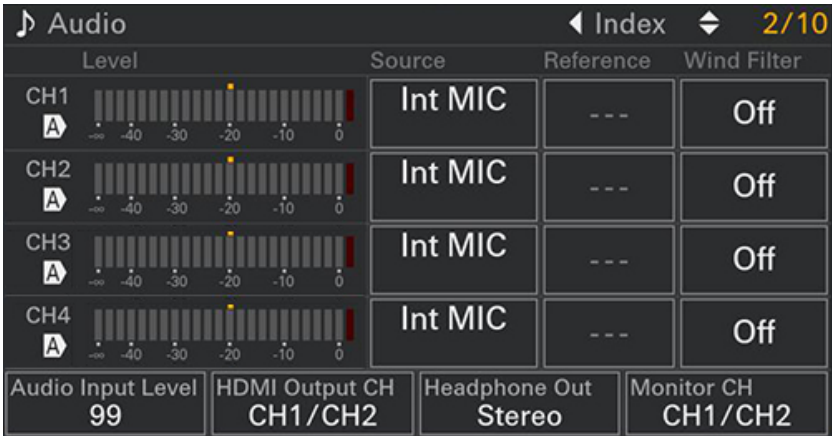 ♪ Audio ◀ Index 2/10
Level Source Reference Wind Filter
CH1 Int MIC --- Off
A -∞ -40 -30 -20 -10 0
CH2 Int MIC --- Off
A -∞ -40 -30 -20 -10 0
CH3 Int MIC --- Off
A -∞ -40 -30 -20 -10 0
CH4 Int MIC --- Off
A -∞ -40 -30 -20 -10 0
Audio Input Level HDMI Output CH Headphone Out Monitor CH
99 CH1/CH2 Stereo CH1/CH2